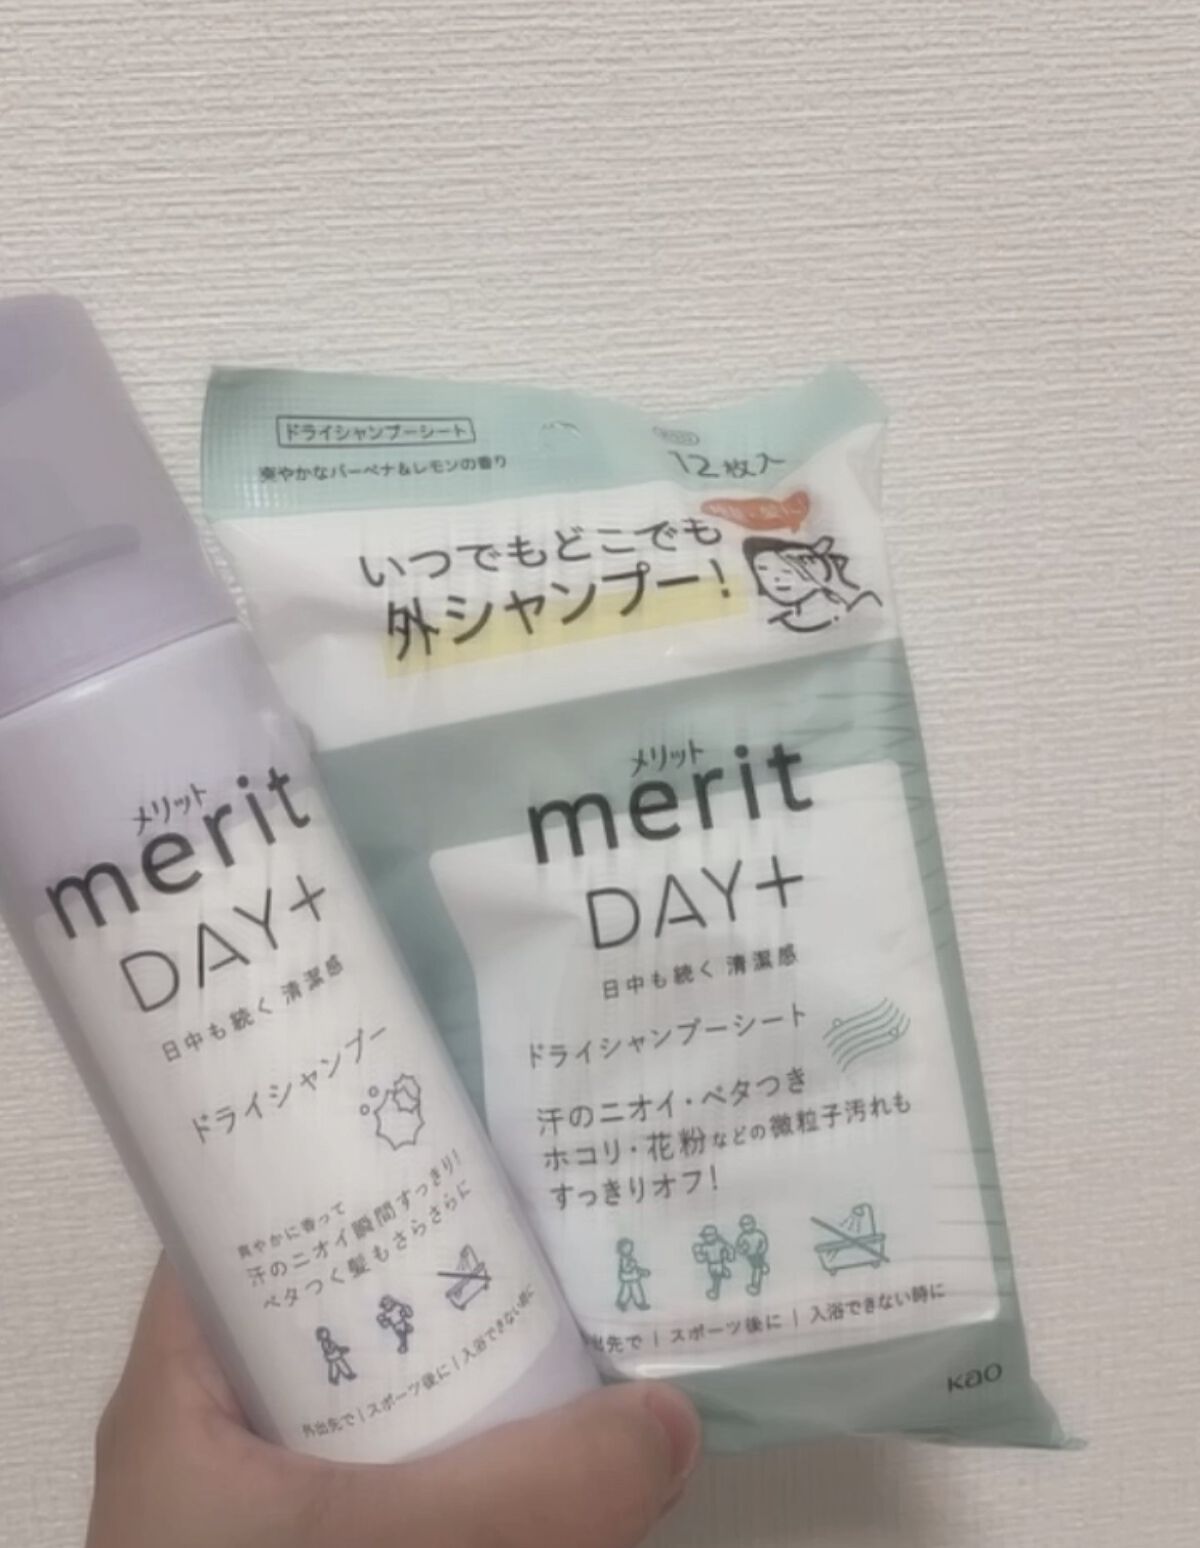 ドライシャンプーシート
爽やかなバーベナ&レモンの香り
12枚入
いつでもどこでも
外シャンプー!
メリット
merit
DAY+
日中も続く 清潔感
ドライシャンプーシート
汗のニオイ・ベタつき
ホコリ・花粉などの微粒子汚れも
すっきりオフ!
出先で | スポーツ後に | 入浴できない時に
Kao
メリット
merit
DAY+
日中も続く 清潔感
ドライシャンプー
爽やかに香って
汗のニオイ瞬間すっきり!
ベタつく髪もさらさらに
外出先で | スポーツ後に | 入浴できない時に